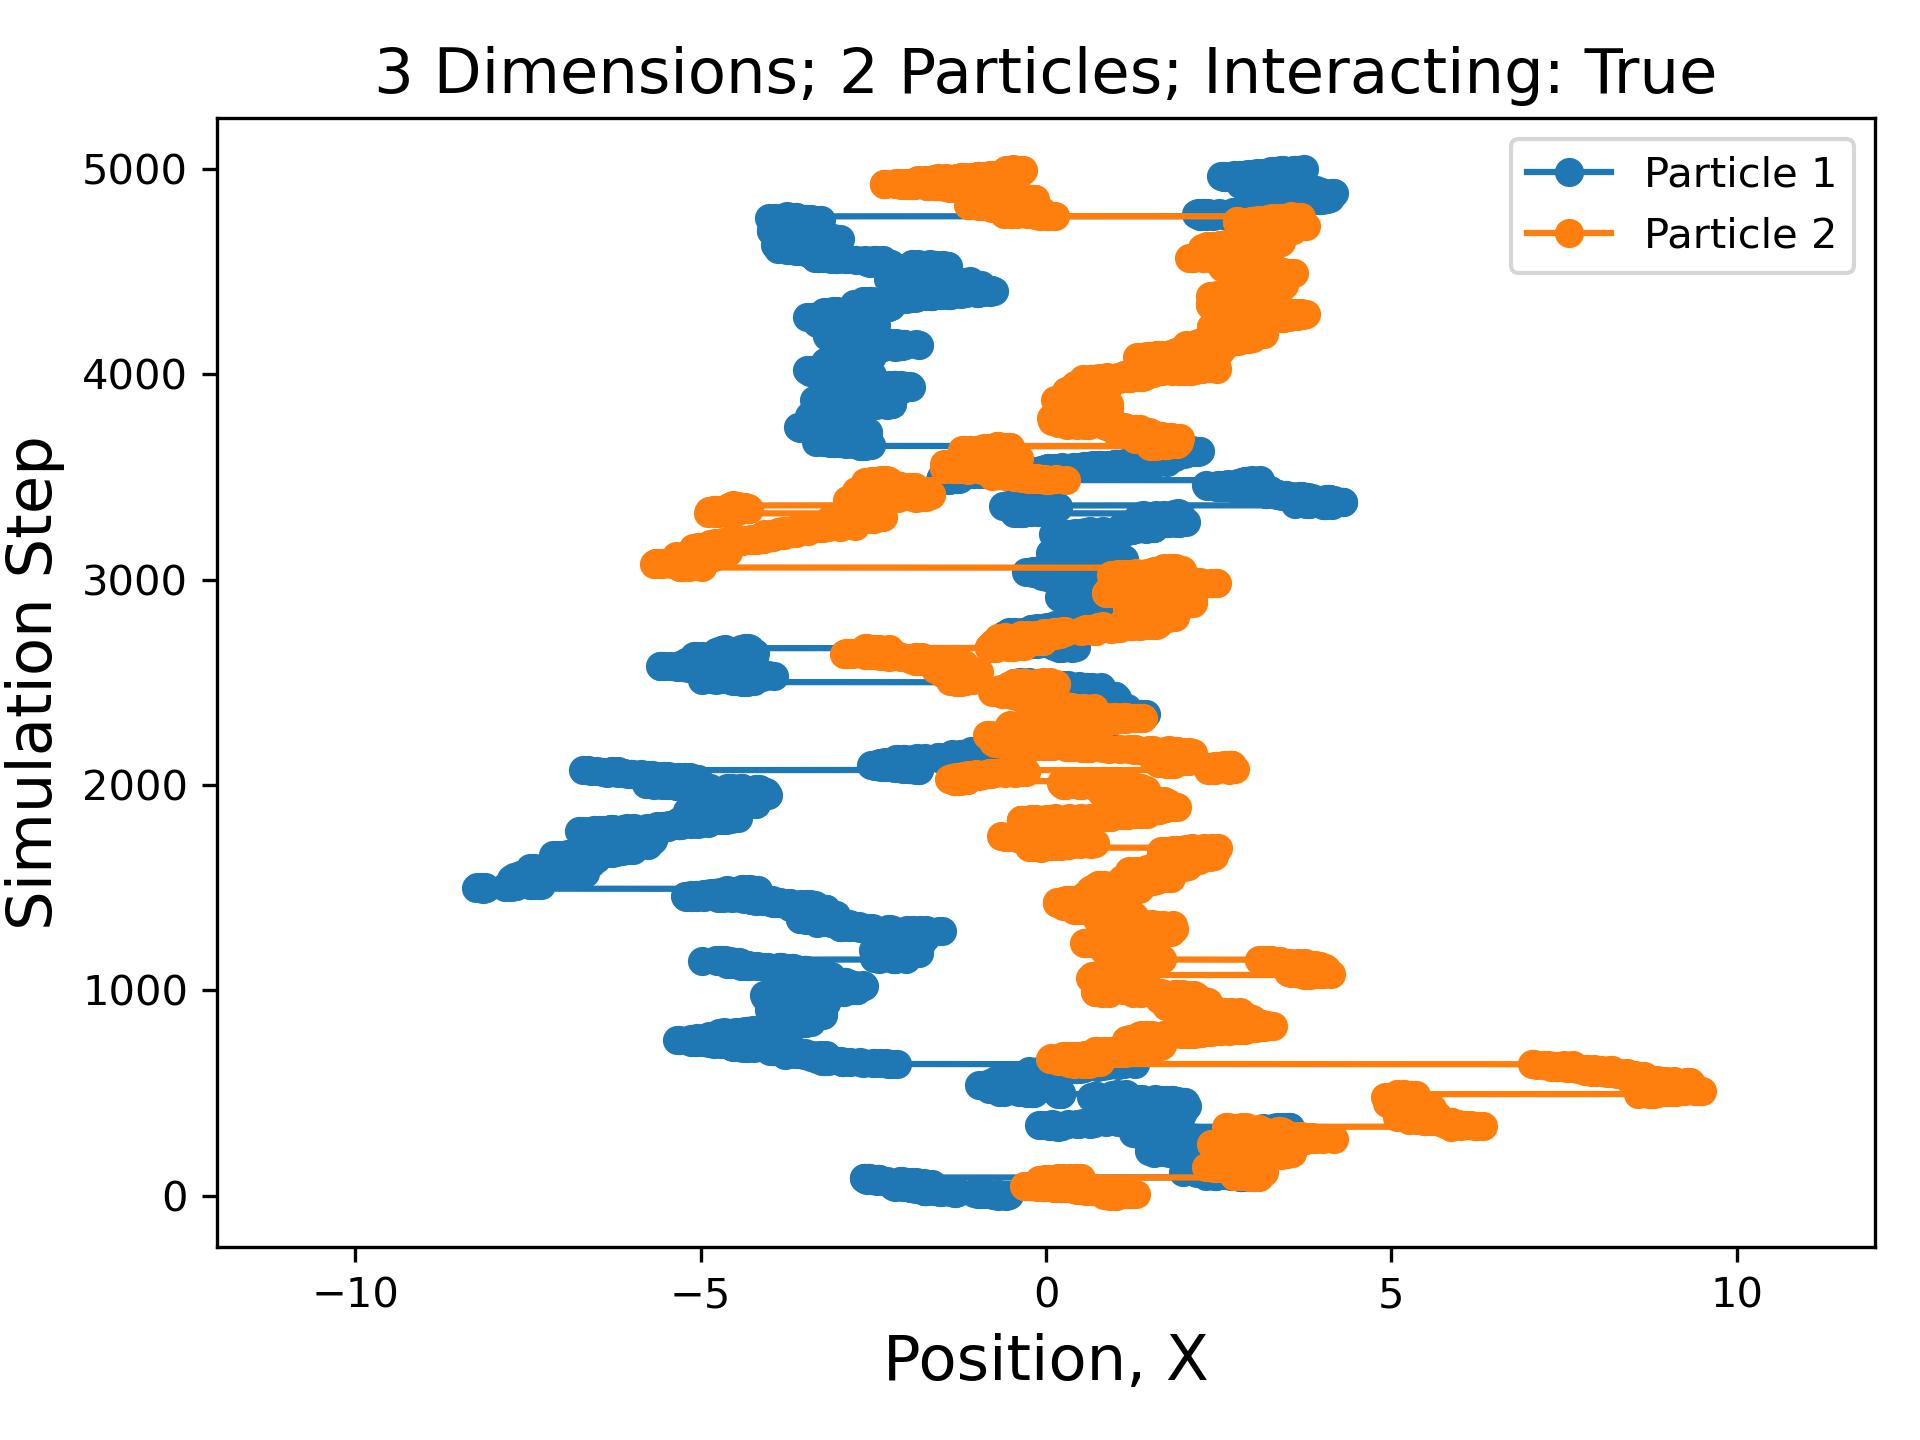 3 Dimensions; 2 Particles; Interacting: True
Particle 1
Particle 2
5000
4000
3000
2000
1000
0
Simulation Step
−10 −5 0 5 10
Position, X